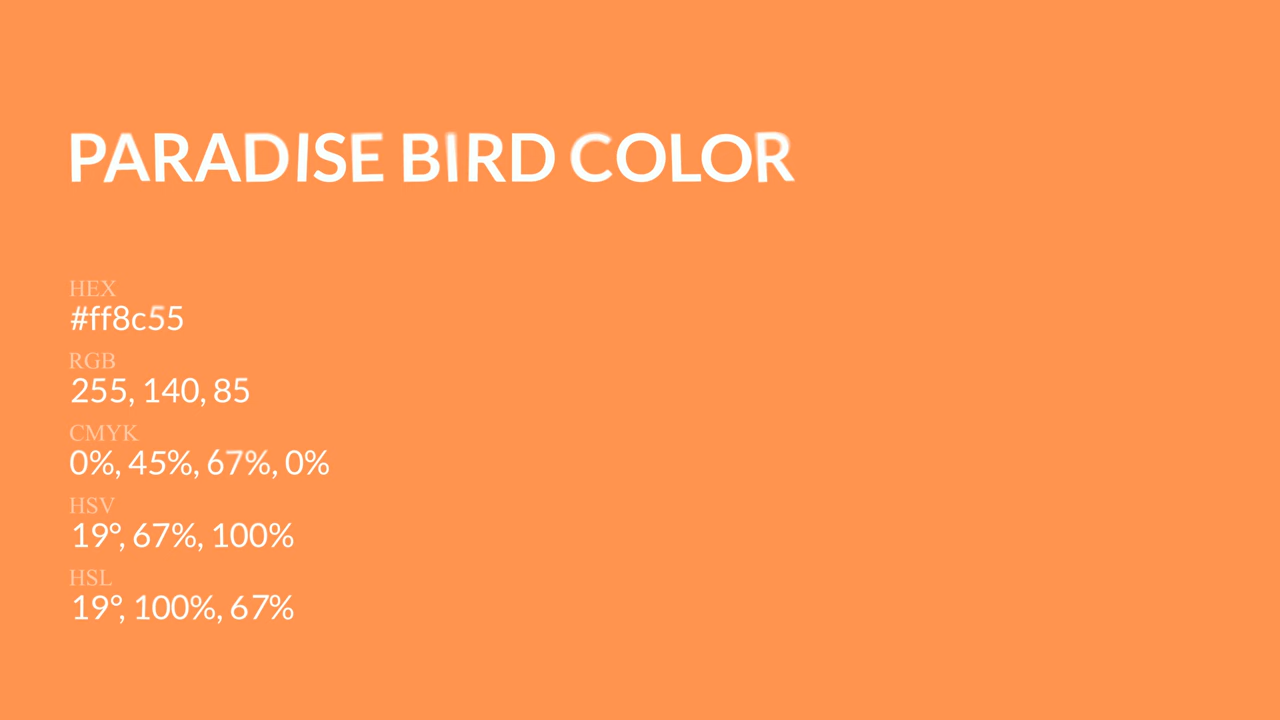 PARADISE BIRD COLOR
HEX
#ff8c55
RGB
255, 140, 85
CMYK
0%, 45%, 67%, 0%
HSV
19°, 67%, 100%
HSL
19°, 100%, 67%